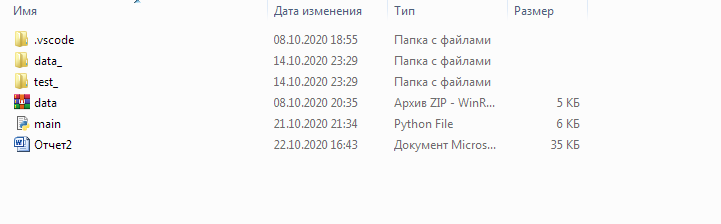 Имя Дата изменения Тип Размер
.vscode 08.10.2020 18:55 Папка с файлами
data_ 14.10.2020 23:29 Папка с файлами
test_ 14.10.2020 23:29 Папка с файлами
data 08.10.2020 20:35 Архив ZIP - WinR... 5 КБ
main 21.10.2020 21:34 Python File 6 КБ
Отчет2 22.10.2020 16:43 Документ Micros... 35 КБ